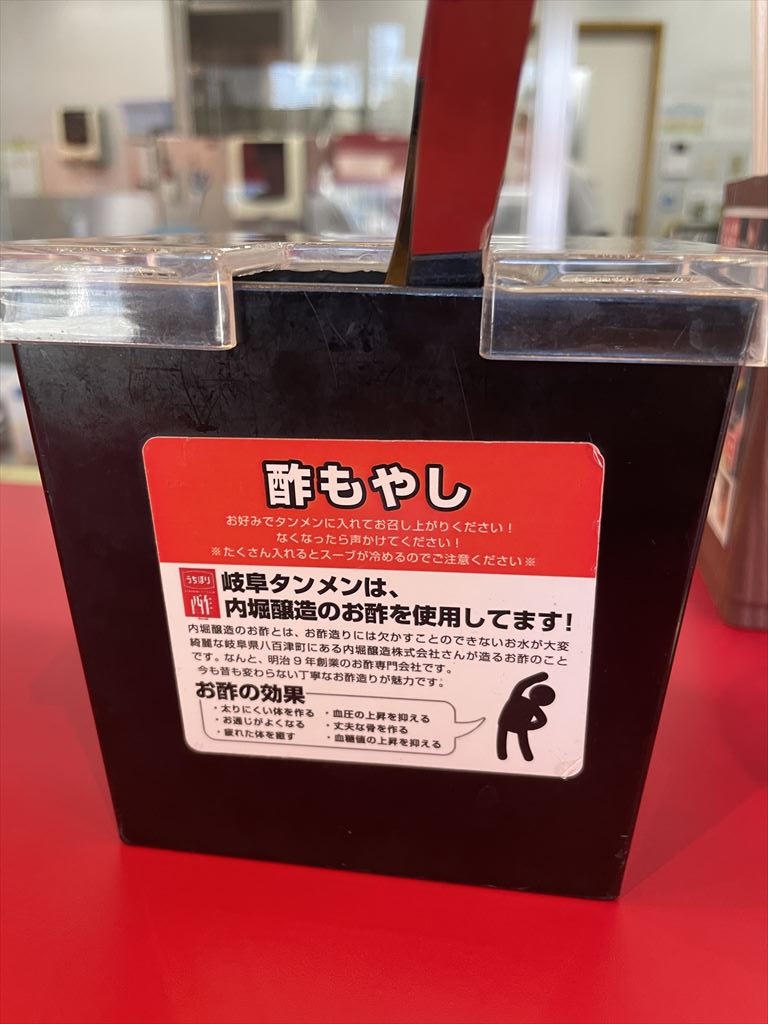 酢もやし
お好みでタンメンに入れてお召し上がりください！
なくなったら声かけてください！
※たくさん入れるとスープが冷めるのでご注意ください※
うちぼり
酢
岐阜タンメンは、
内堀醸造のお酢を使用してます!
内堀醸造のお酢とは、お酢造りには欠かすことのできないお水が大変
綺麗な岐阜県八百津町にある内堀醸造株式会社さんが造るお酢のこと
です。なんと、明治９年創業のお酢専門会社です。
今も昔も変わらない丁寧なお酢造りが魅力です。
お酢の効果
・太りにくい体を作る ・血圧の上昇を抑える
・お通じがよくなる ・丈夫な骨を作る
・疲れた体を癒す ・血糖値の上昇を抑える